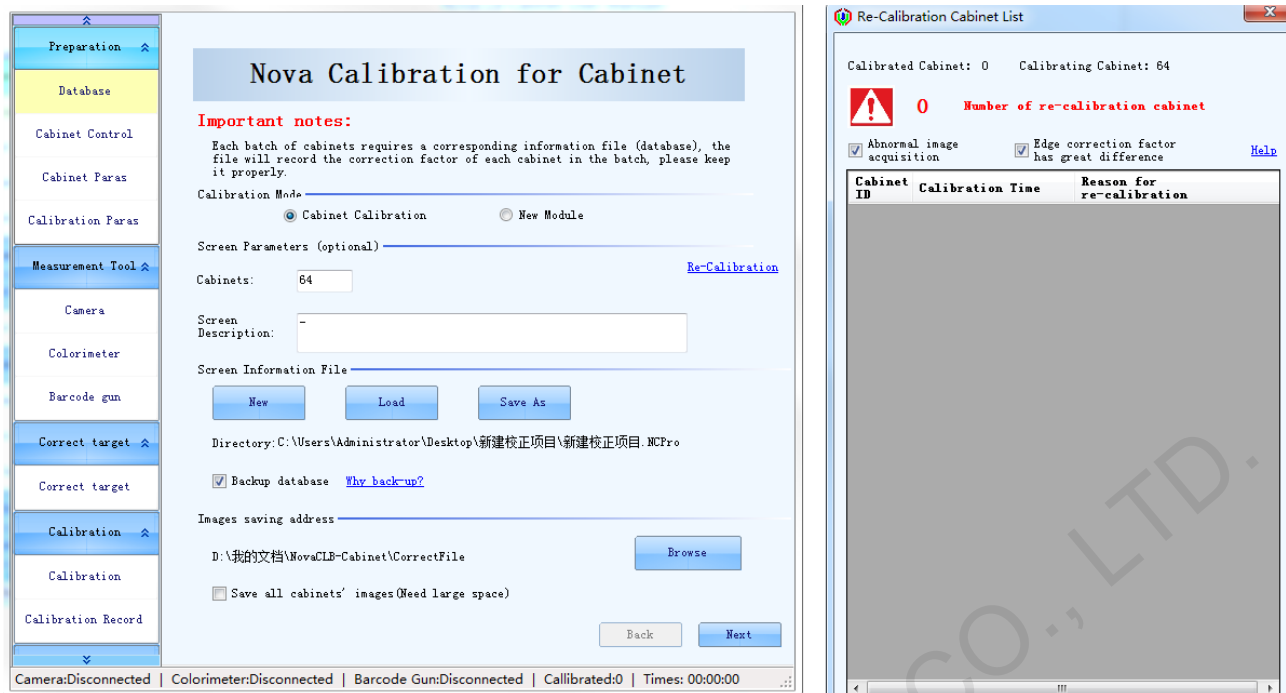 Preparation
Database
Cabinet Control
Cabinet Paras
Calibration Paras
Measurement Tool
Camera
Colorimeter
Barcode gun
Correct target
Correct target
Calibration
Calibration
Calibration Record
Nova Calibration for Cabinet
Important notes:
Each batch of cabinets requires a corresponding information file (database), the
file will record the correction factor of each cabinet in the batch, please keep
it properly.
Calibration Mode
Cabinet Calibration New Module
Screen Parameters (optional)
Re-Calibration
Cabinets: 64
Screen
Description:
-
Screen Information File
New Load Save As
Directory:C:\Users\Administrator\Desktop\新建校正项目\新建校正项目.NCPro
Backup database Why back-up?
Images saving address
D:\我的文档\NovaCLB-Cabinet\CorrectFile
Browse
Save all cabinets' images(Need large space)
Back Next
Camera:Disconnected | Colorimeter:Disconnected | Barcode Gun:Disconnected | Callibrated:0 | Times: 00:00:00
Re-Calibration Cabinet List
Calibrated Cabinet: 0 Calibrating Cabinet: 64
0 Number of re-calibration cabinet
Abnormal image
acquisition
Edge correction factor
has great difference
Help
Cabinet
ID
Calibration Time
Reason for
re-calibration
CO., LTD.